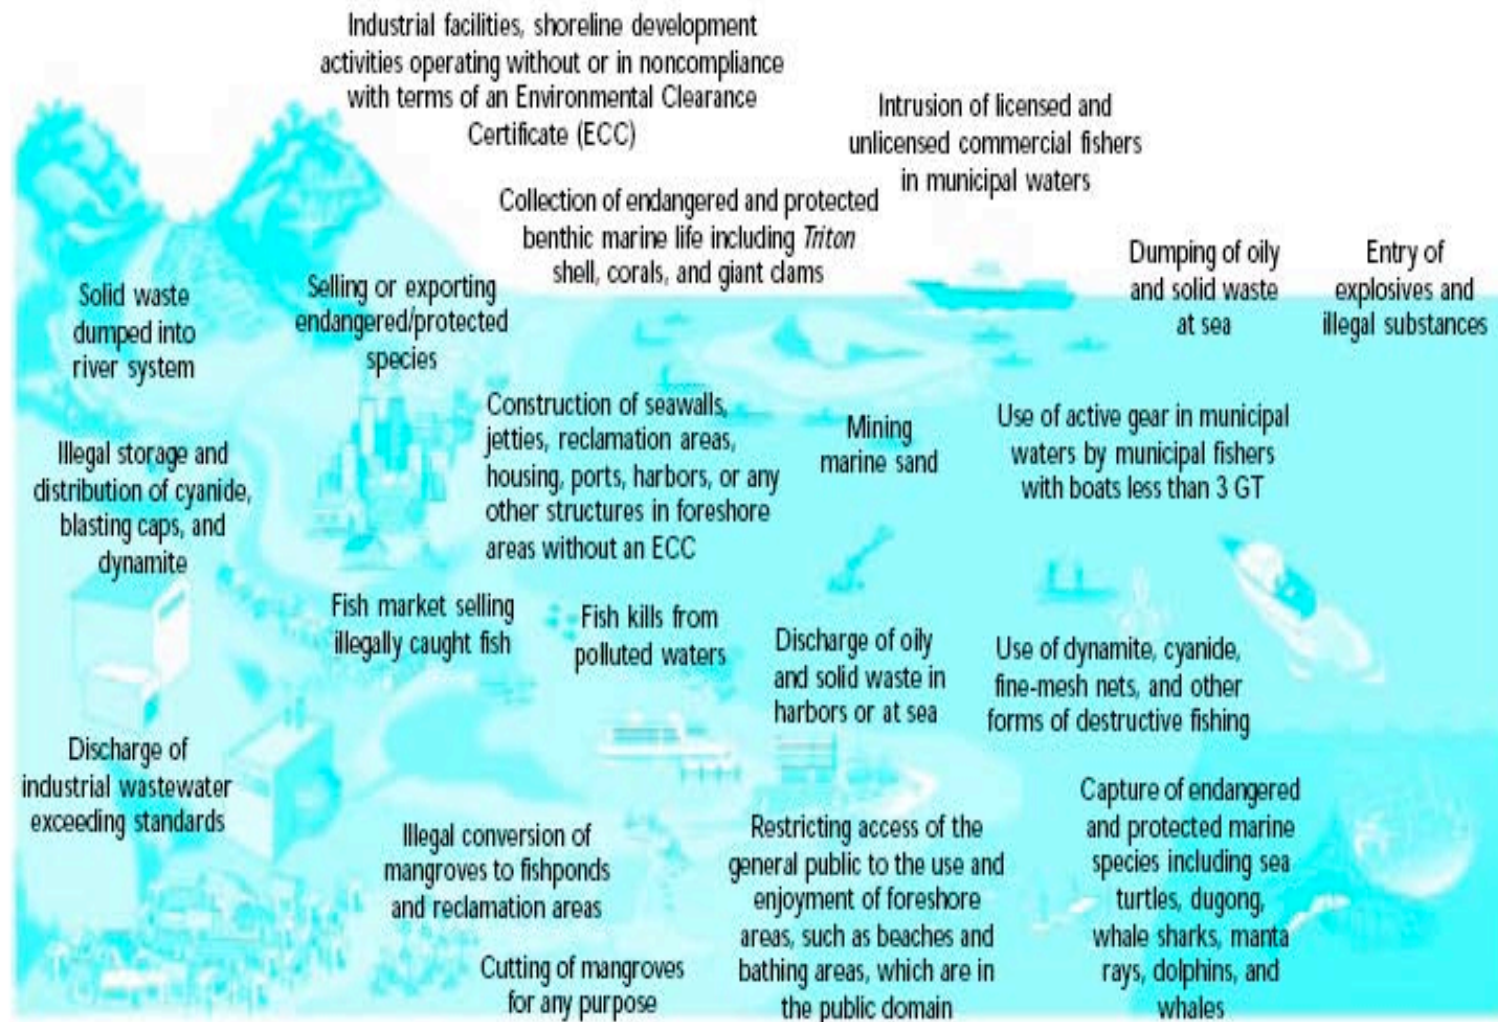 Industrial facilities, shoreline development
activities operating without or in noncompliance
with terms of an Environmental Clearance
Certificate (ECC)
Intrusion of licensed and
unlicensed commercial fishers
in municipal waters
Collection of endangered and protected
benthic marine life including Triton
shell, corals, and giant clams
Dumping of oily
and solid waste
at sea
Entry of
explosives and
illegal substances
Solid waste
dumped into
river system
Selling or exporting
endangered/protected
species
Construction of seawalls,
jetties, reclamation areas,
housing, ports, harbors, or any
other structures in foreshore
areas without an ECC
Mining
marine sand
Use of active gear in municipal
waters by municipal fishers
with boats less than 3 GT
Illegal storage and
distribution of cyanide,
blasting caps, and
dynamite
Fish market selling
illegally caught fish
Fish kills from
polluted waters
Discharge of oily
and solid waste in
harbors or at sea
Use of dynamite, cyanide,
fine-mesh nets, and other
forms of destructive fishing
Discharge of
industrial wastewater
exceeding standards
Illegal conversion of
mangroves to fishponds
and reclamation areas
Restricting access of the
general public to the use and
enjoyment of foreshore
areas, such as beaches and
bathing areas, which are in
the public domain
Capture of endangered
and protected marine
species including sea
turtles, dugong,
whale sharks, manta
rays, dolphins, and
whales
Cutting of mangroves
for any purpose